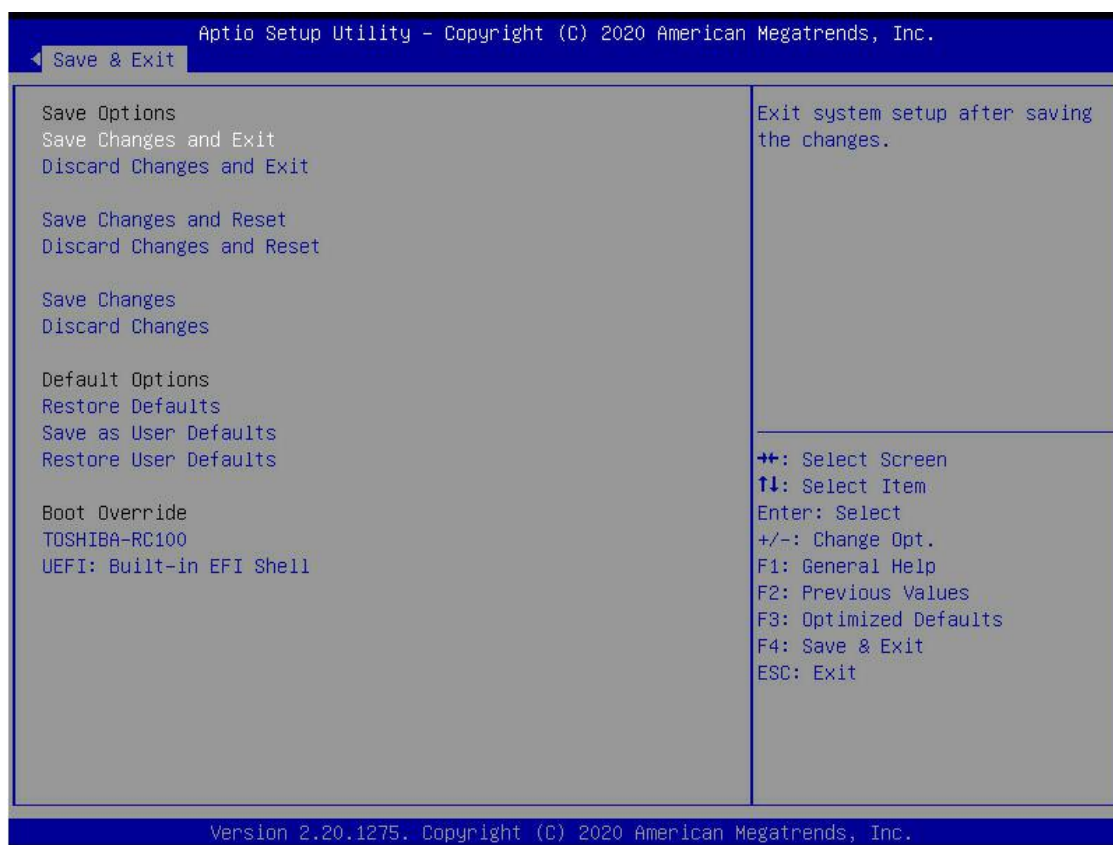 Aptio Setup Utility – Copyright (C) 2020 American Megatrends, Inc.
Save & Exit
Save Options
Save Changes and Exit
Discard Changes and Exit
Save Changes and Reset
Discard Changes and Reset
Save Changes
Discard Changes
Default Options
Restore Defaults
Save as User Defaults
Restore User Defaults
Boot Override
TOSHIBA-RC100
UEFI: Built-in EFI Shell
Exit system setup after saving
the changes.
→←: Select Screen
↑↓: Select Item
Enter: Select
+/-: Change Opt.
F1: General Help
F2: Previous Values
F3: Optimized Defaults
F4: Save & Exit
ESC: Exit
Version 2.20.1275. Copyright (C) 2020 American Megatrends, Inc.